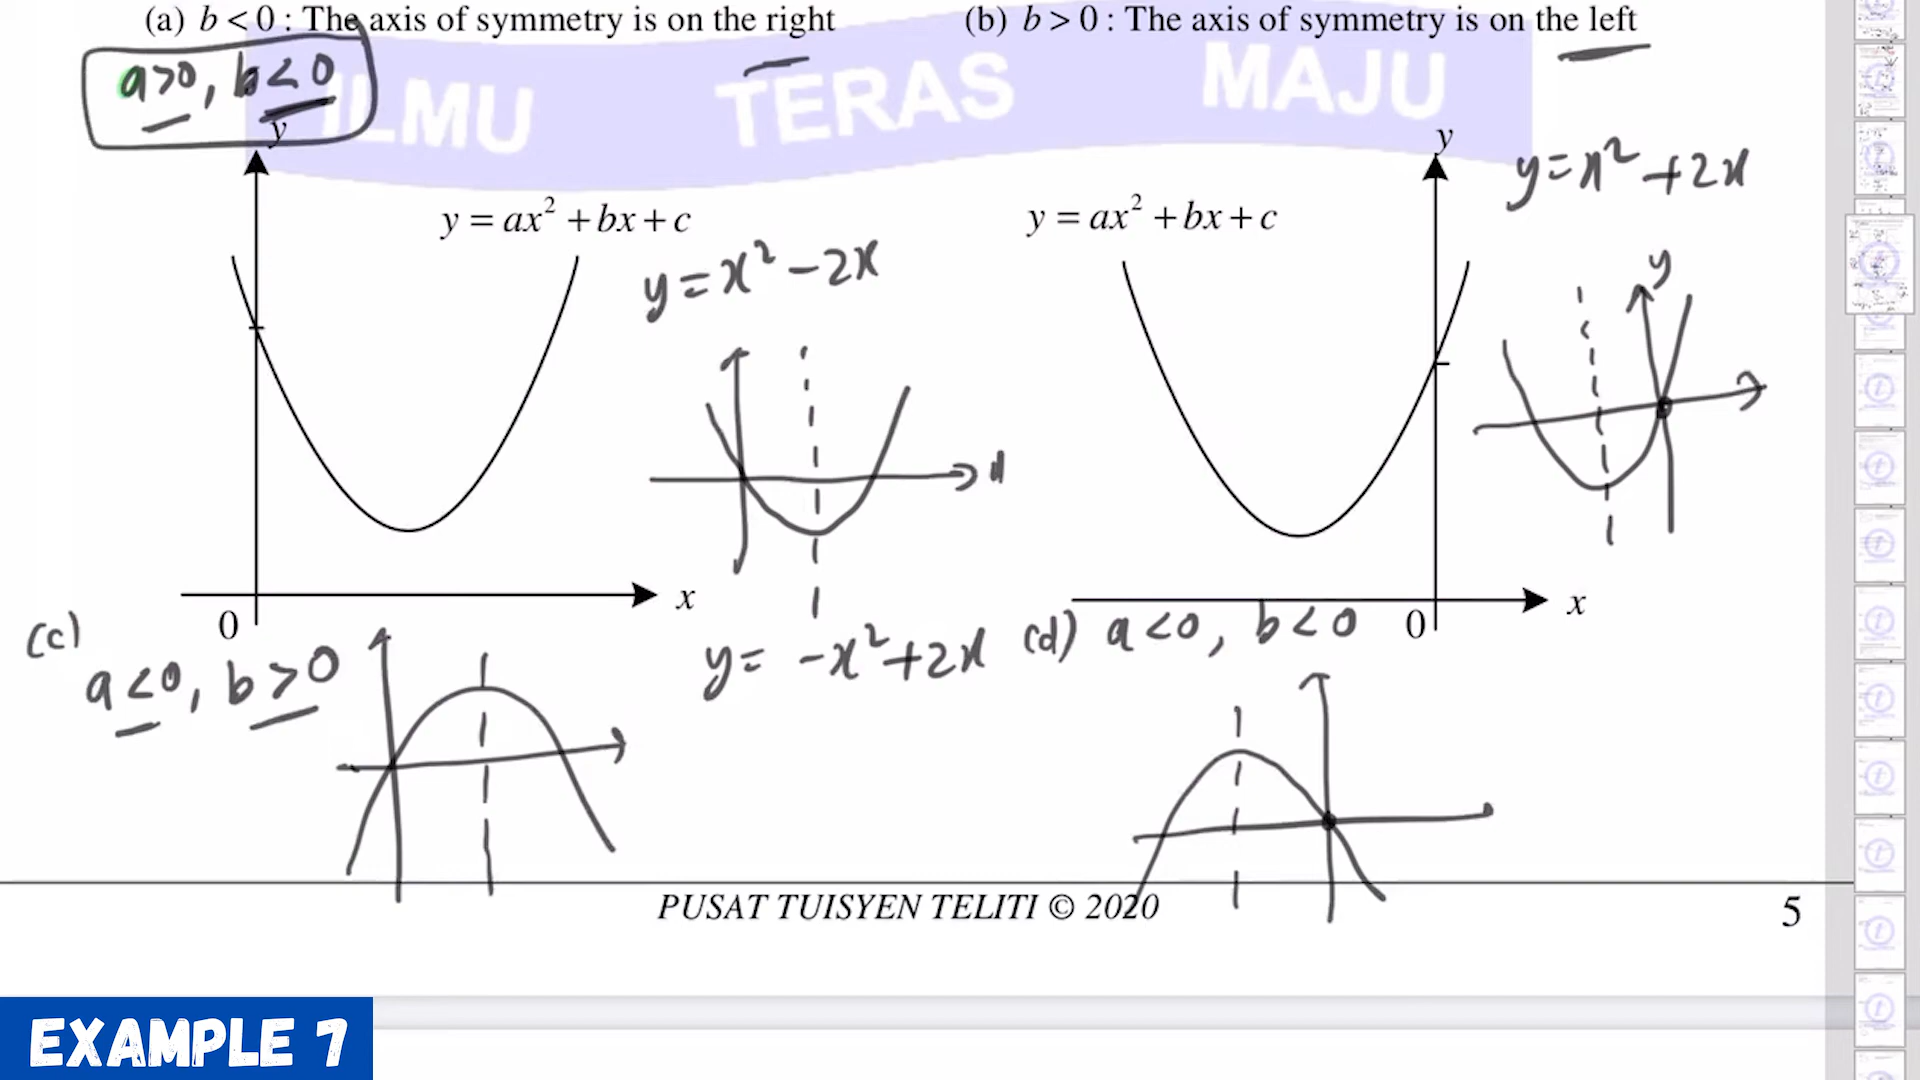 (a) b < 0 : The axis of symmetry is on the right
(b) b > 0 : The axis of symmetry is on the left
a>0, b<0
ILMU TERAS MAJU
y
y = ax² + bx + c
y = x² - 2x
0
x
x
y
y = ax² + bx + c
y = x² + 2x
y
0
x
(c)
a<0, b>0
y = -x² + 2x
(d) a<0, b<0
PUSAT TUISYEN TELITI © 2020
5
EXAMPLE 7